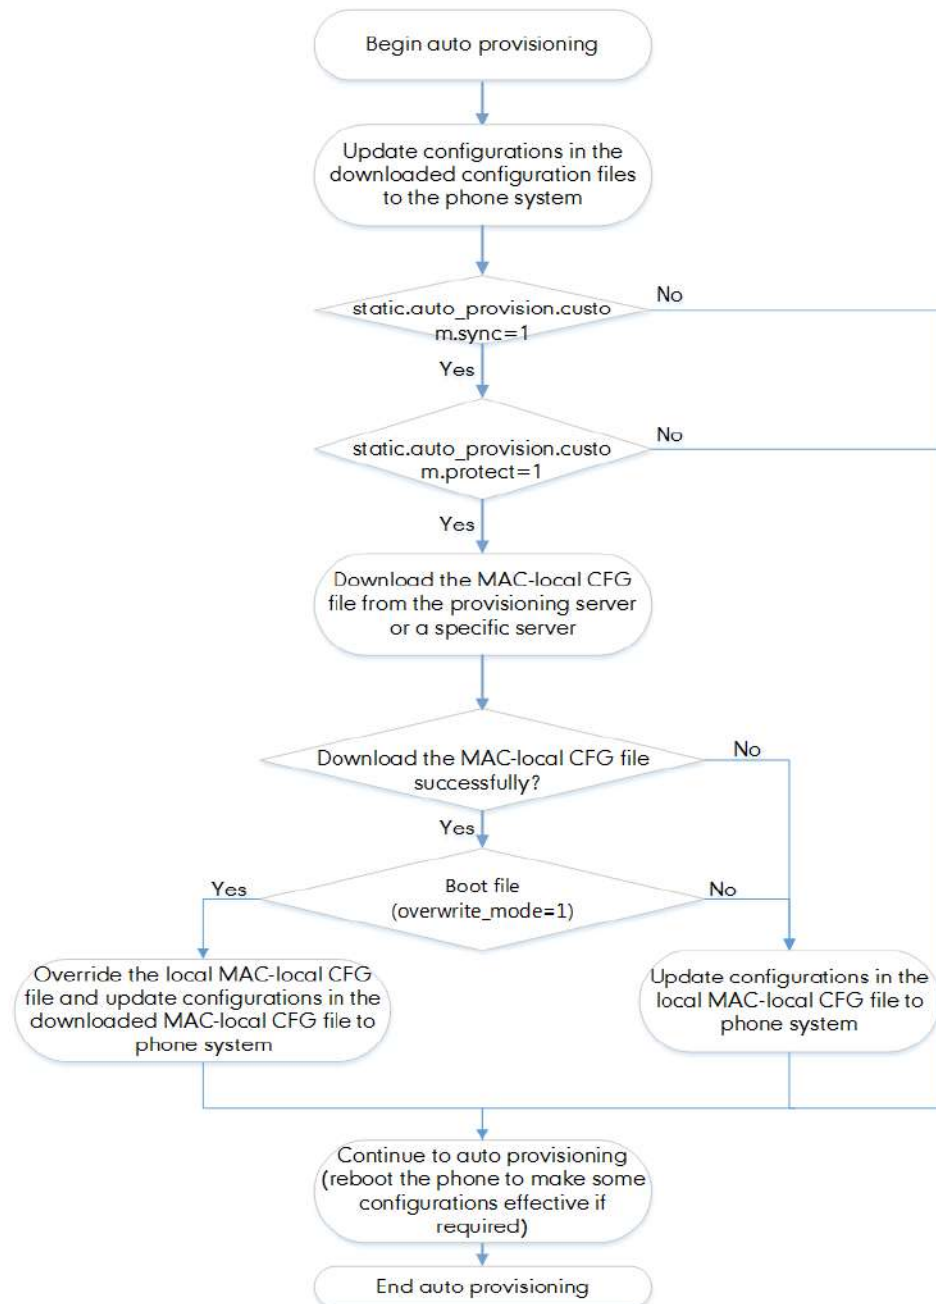 Begin auto provisioning
Update configurations in the
downloaded configuration files
to the phone system
static.auto_provision.custo
m.sync=1
No
Yes
static.auto_provision.custo
m.protect=1
No
Yes
Download the MAC-local CFG
file from the provisioning server
or a specific server
Download the MAC-local CFG file
successfully?
No
Yes
Boot file
(overwrite_mode=1)
Yes
No
Override the local MAC-local CFG
file and update configurations in the
downloaded MAC-local CFG file to
phone system
Update configurations in the
local MAC-local CFG file to
phone system
Continue to auto provisioning
(reboot the phone to make some
configurations effective if
required)
End auto provisioning